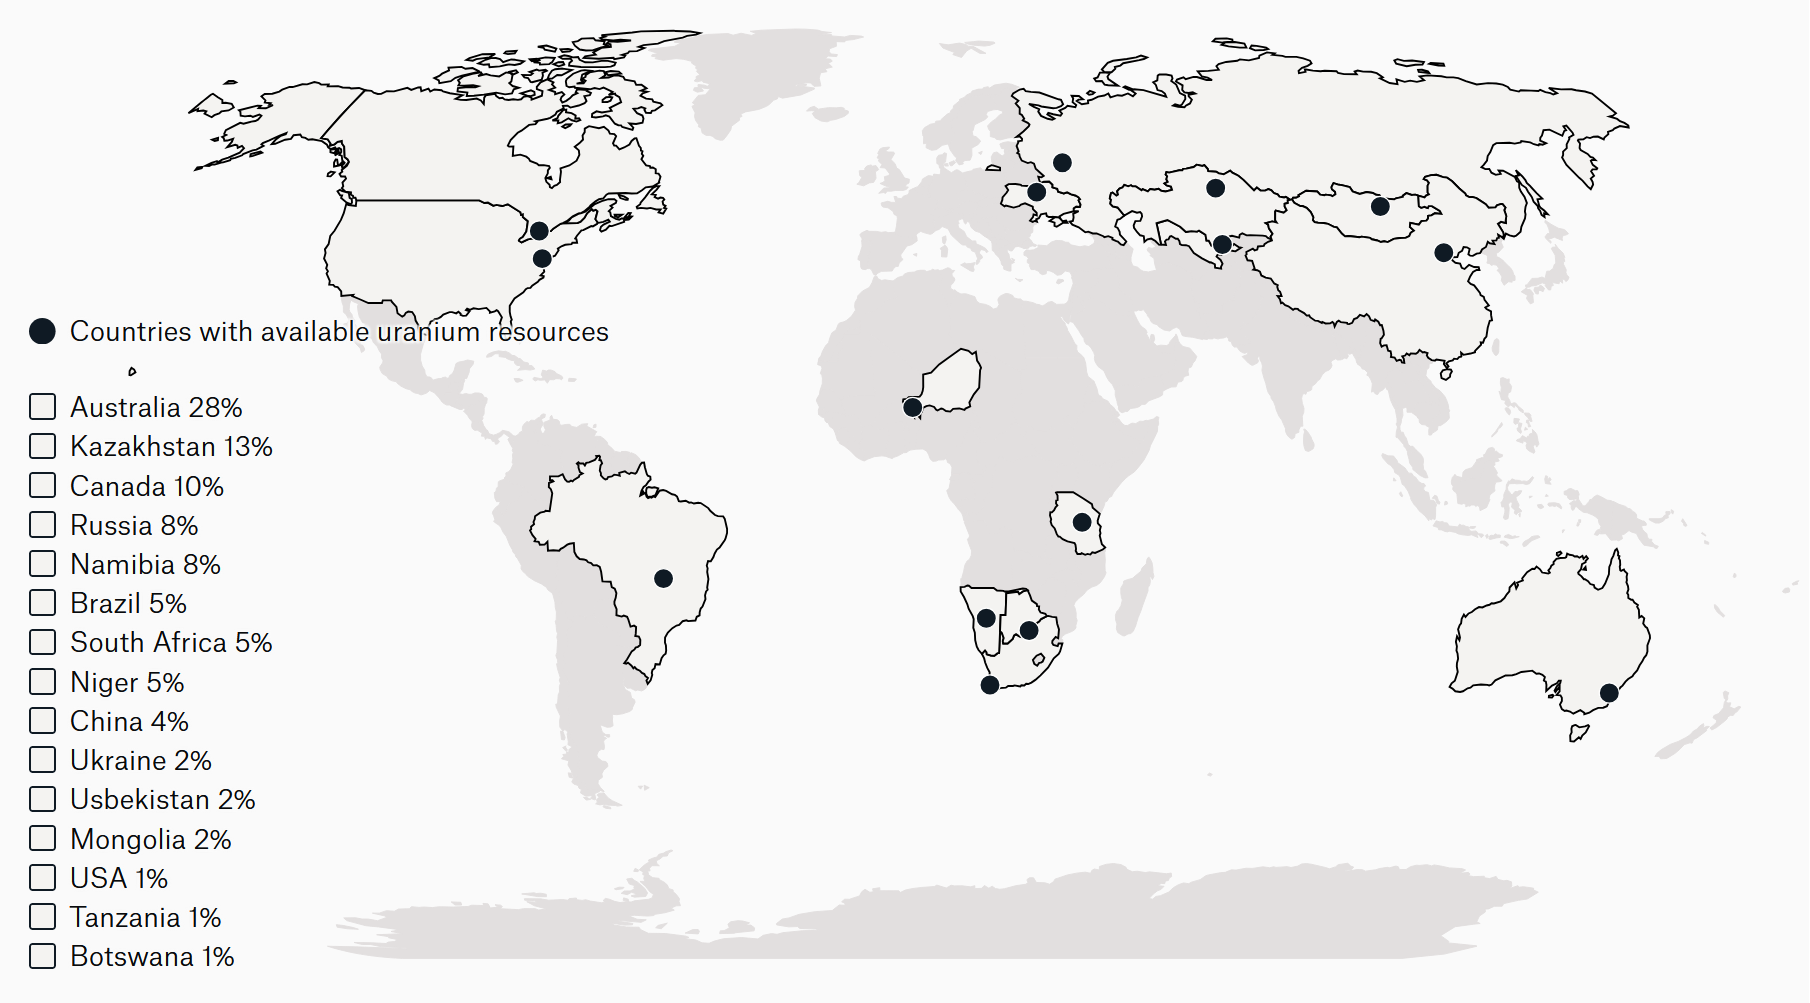 Countries with available uranium resources
Australia 28%
Kazakhstan 13%
Canada 10%
Russia 8%
Namibia 8%
Brazil 5%
South Africa 5%
Niger 5%
China 4%
Ukraine 2%
Usbekistan 2%
Mongolia 2%
USA 1%
Tanzania 1%
Botswana 1%